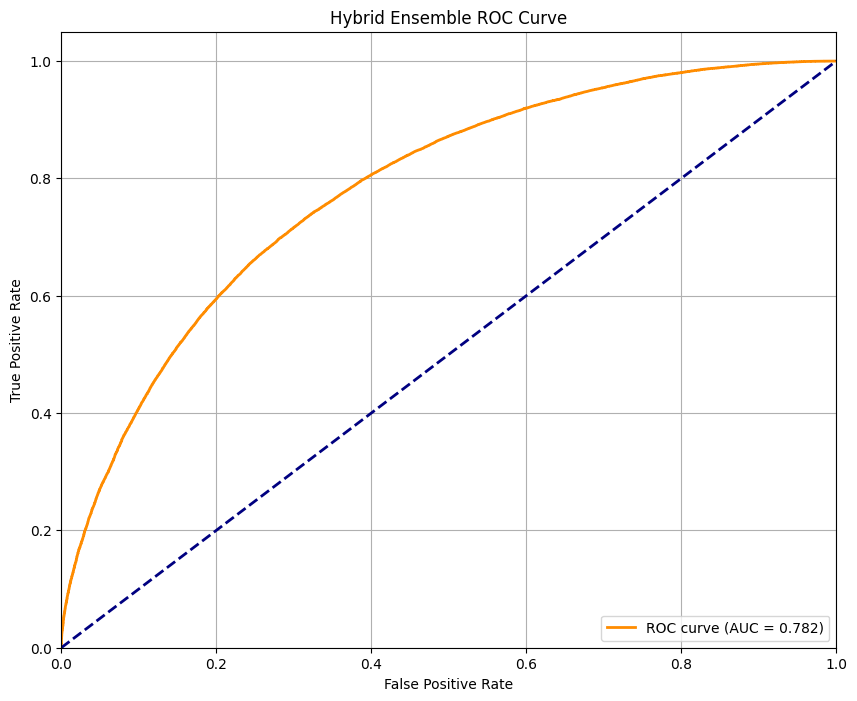 Hybrid Ensemble ROC Curve
True Positive Rate
1.0
0.8
0.6
0.4
0.2
0.0
ROC curve (AUC = 0.782)
0.0 0.2 0.4 0.6 0.8 1.0
False Positive Rate